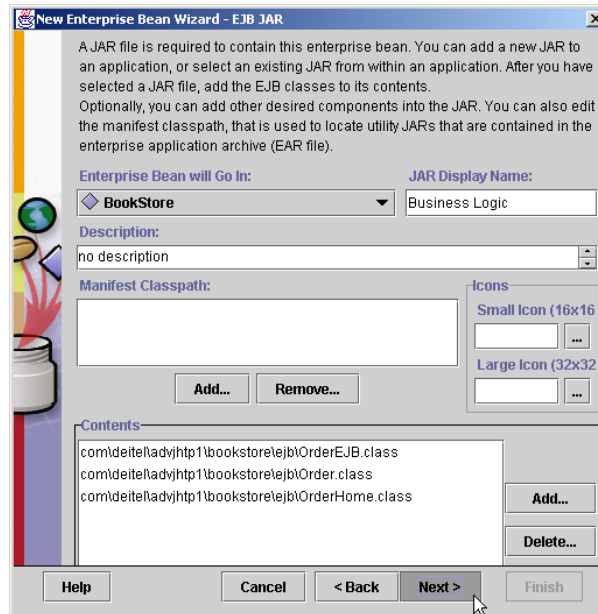 New Enterprise Bean Wizard - EJB JAR
A JAR file is required to contain this enterprise bean. You can add a new JAR to
an application, or select an existing JAR from within an application. After you have
selected a JAR file, add the EJB classes to its contents.
Optionally, you can add other desired components into the JAR. You can also edit
the manifest classpath, that is used to locate utility JARs that are contained in the
enterprise application archive (EAR file).
Enterprise Bean will Go In: JAR Display Name:
BookStore Business Logic
Description:
no description
Manifest Classpath: Icons
Small Icon (16x16
...
Large Icon (32x32
...
Add... Remove...
Contents
com\deitel\advjhtp1\bookstore\ejb\OrderEJB.class
com\deitel\advjhtp1\bookstore\ejb\Order.class
com\deitel\advjhtp1\bookstore\ejb\OrderHome.class
Add...
Delete...
Help Cancel < Back Next > Finish